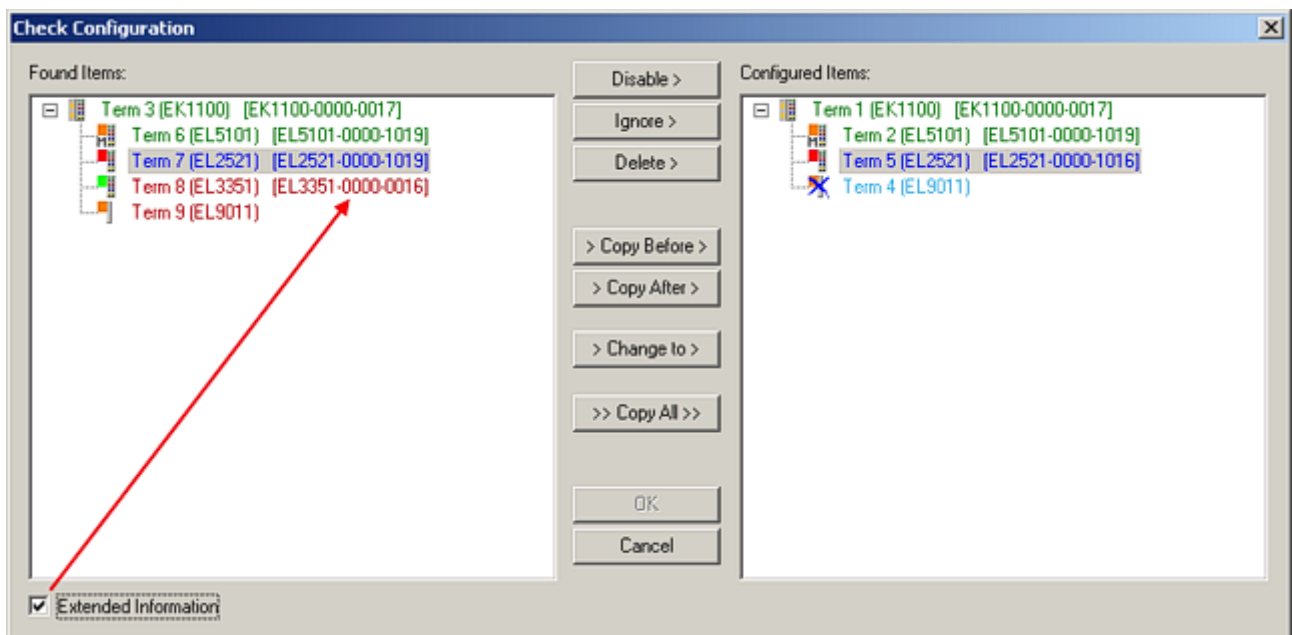 Check Configuration
Found Items:
Term 3 (EK1100) [EK1100-0000-0017]
Term 6 (EL5101) [EL5101-0000-1019]
Term 7 (EL2521) [EL2521-0000-1019]
Term 8 (EL3351) [EL3351-0000-0016]
Term 9 (EL9011)
Disable >
Ignore >
Delete >
> Copy Before >
> Copy After >
> Change to >
>> Copy All >>
OK
Cancel
Configured Items:
Term 1 (EK1100) [EK1100-0000-0017]
Term 2 (EL5101) [EL5101-0000-1019]
Term 5 (EL2521) [EL2521-0000-1016]
Term 4 (EL9011)
Extended Information